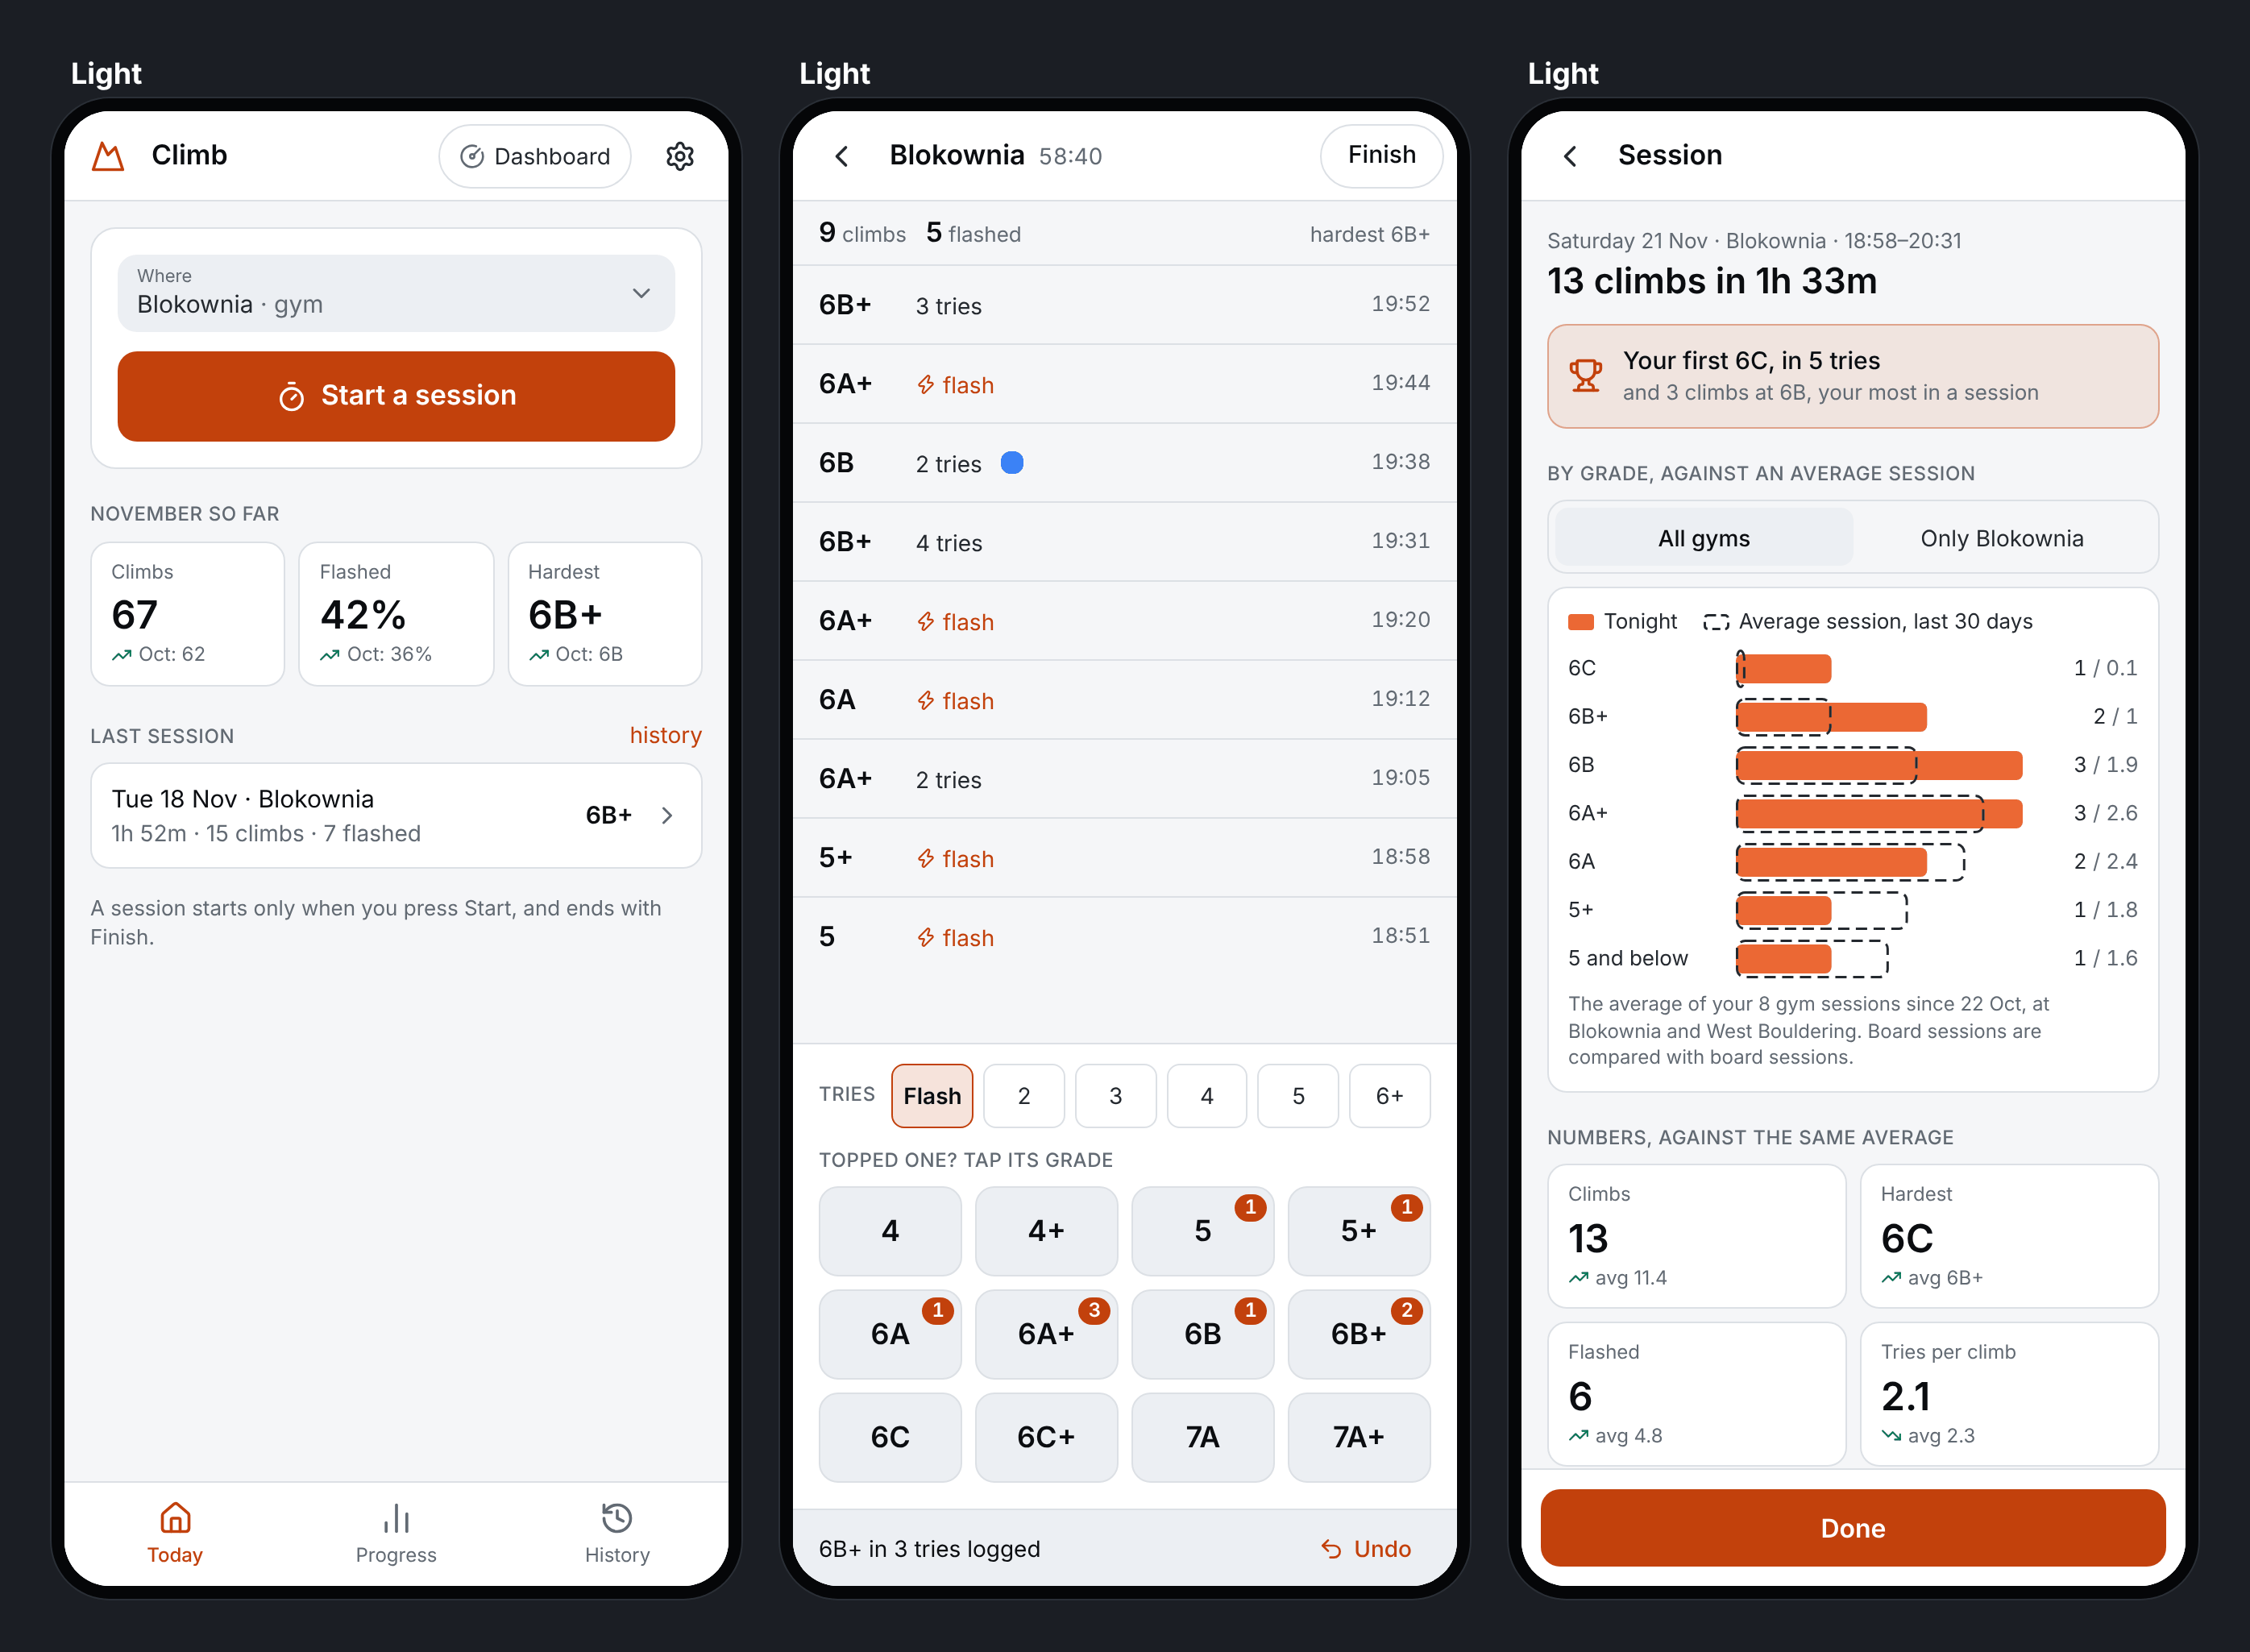 Light
Climb
Dashboard
Where
Blokownia · gym
Start a session
NOVEMBER SO FAR
Climbs
67
Oct: 62
Flashed
42%
Oct: 36%
Hardest
6B+
Oct: 6B
LAST SESSION
history
Tue 18 Nov · Blokownia
1h 52m · 15 climbs · 7 flashed
6B+
A session starts only when you press Start, and ends with
Finish.
Today
Progress
History
Light
Blokownia 58:40
Finish
9 climbs 5 flashed
hardest 6B+
6B+ 3 tries 19:52
6A+ flash 19:44
6B 2 tries 19:38
6B+ 4 tries 19:31
6A+ flash 19:20
6A flash 19:12
6A+ 2 tries 19:05
5+ flash 18:58
5 flash 18:51
TRIES Flash 2 3 4 5 6+
TOPPED ONE? TAP ITS GRADE
4 4+ 5 1 5+ 1
6A 1 6A+ 3 6B 1 6B+ 2
6C 6C+ 7A 7A+
6B+ in 3 tries logged
Undo
Light
Session
Saturday 21 Nov · Blokownia · 18:58–20:31
13 climbs in 1h 33m
Your first 6C, in 5 tries
and 3 climbs at 6B, your most in a session
BY GRADE, AGAINST AN AVERAGE SESSION
All gyms
Only Blokownia
Tonight
Average session, last 30 days
6C 1 / 0.1
6B+ 2 / 1
6B 3 / 1.9
6A+ 3 / 2.6
6A 2 / 2.4
5+ 1 / 1.8
5 and below 1 / 1.6
The average of your 8 gym sessions since 22 Oct, at
Blokownia and West Bouldering. Board sessions are
compared with board sessions.
NUMBERS, AGAINST THE SAME AVERAGE
Climbs
13
avg 11.4
Hardest
6C
avg 6B+
Flashed
6
avg 4.8
Tries per climb
2.1
avg 2.3
Done